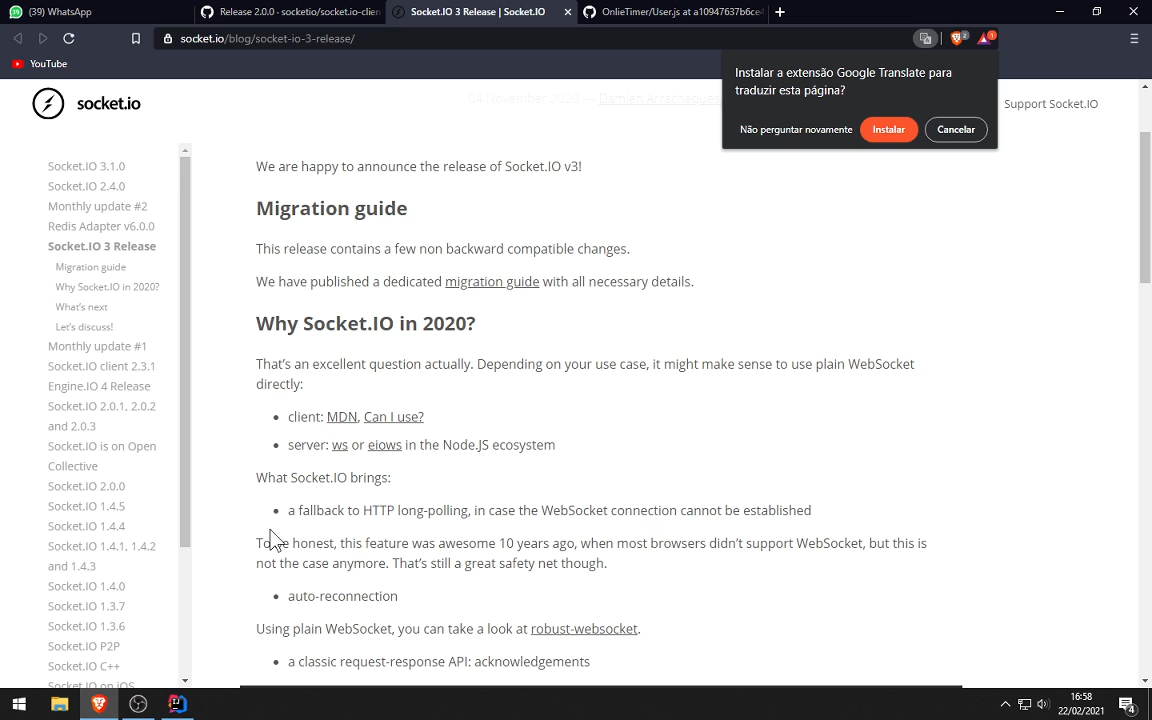 (39) WhatsApp
Release 2.0.0 · socketio/socket.io-clien
Socket.IO 3 Release | Socket.IO
OnlieTimer/User.js at a10947637b6ce4
socket.io/blog/socket-io-3-release/
2
1
YouTube
Instalar a extensão Google Translate para
traduzir esta página?
Não perguntar novamente
Instalar
Cancelar
socket.io
04 November 2020 — Damien Arrachequesne
Support Socket.IO
Socket.IO 3.1.0
Socket.IO 2.4.0
Monthly update #2
Redis Adapter v6.0.0
Socket.IO 3 Release
Migration guide
Why Socket.IO in 2020?
What's next
Let's discuss!
Monthly update #1
Socket.IO client 2.3.1
Engine.IO 4 Release
Socket.IO 2.0.1, 2.0.2
and 2.0.3
Socket.IO is on Open
Collective
Socket.IO 2.0.0
Socket.IO 1.4.5
Socket.IO 1.4.4
Socket.IO 1.4.1, 1.4.2
and 1.4.3
Socket.IO 1.4.0
Socket.IO 1.3.7
Socket.IO 1.3.6
Socket.IO P2P
Socket.IO C++
Socket.IO on iOS
We are happy to announce the release of Socket.IO v3!
Migration guide
This release contains a few non backward compatible changes.
We have published a dedicated migration guide with all necessary details.
Why Socket.IO in 2020?
That's an excellent question actually. Depending on your use case, it might make sense to use plain WebSocket
directly:
• client: MDN, Can I use?
• server: ws or eiows in the Node.JS ecosystem
What Socket.IO brings:
• a fallback to HTTP long-polling, in case the WebSocket connection cannot be established
To be honest, this feature was awesome 10 years ago, when most browsers didn't support WebSocket, but this is
not the case anymore. That's still a great safety net though.
• auto-reconnection
Using plain WebSocket, you can take a look at robust-websocket.
• a classic request-response API: acknowledgements
16:58
22/02/2021
4